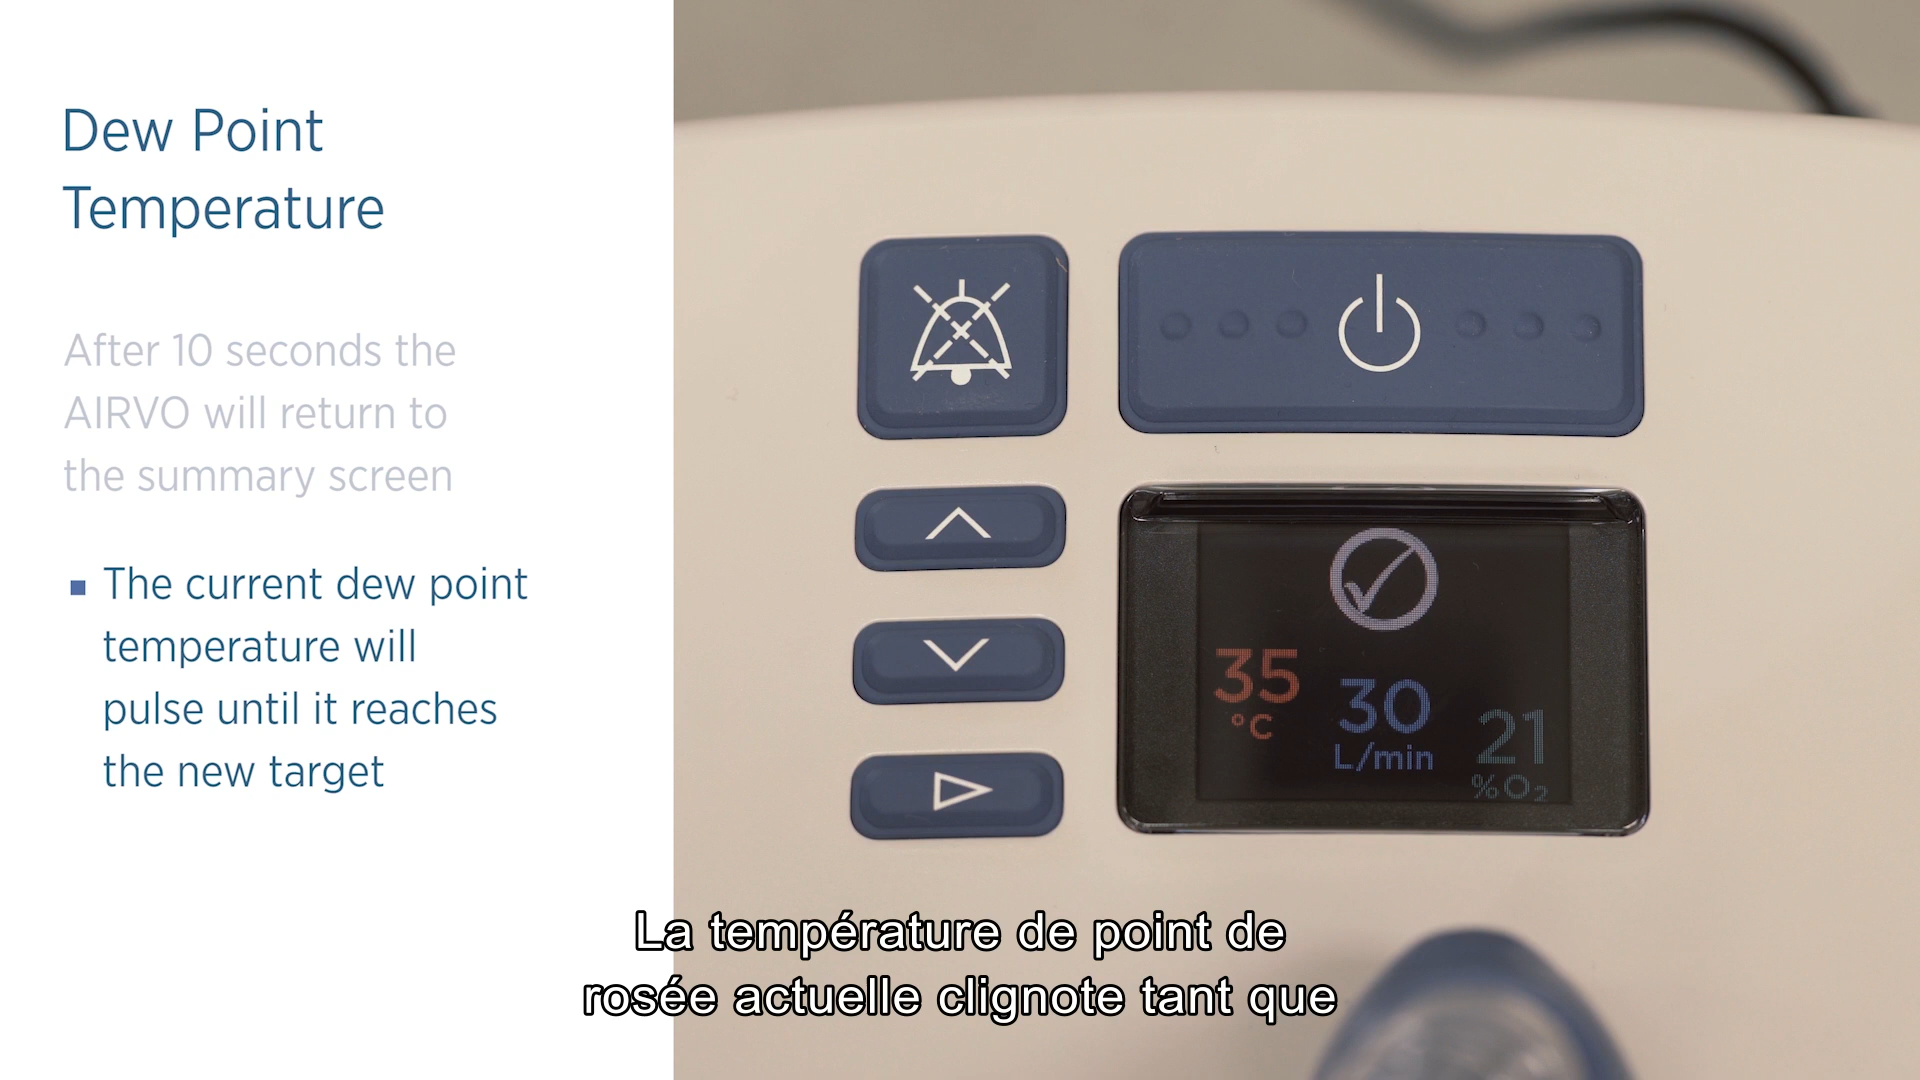 Dew Point
Temperature
After 10 seconds the
AIRVO will return to
the summary screen
▪ The current dew point
temperature will
pulse until it reaches
the new target
35
°C
30
L/min
21
%O₂
La température de point de
rosée actuelle clignote tant que